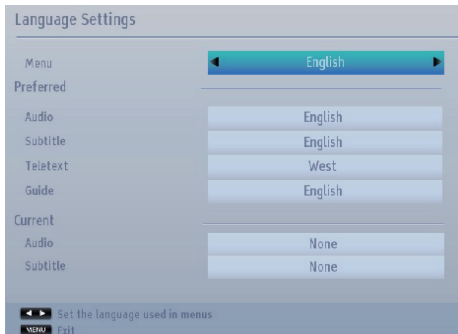 Language Settings
Menu English
Preferred
Audio English
Subtitle English
Teletext West
Guide English
Current
Audio None
Subtitle None
Set the language used in menus
MENU Exit